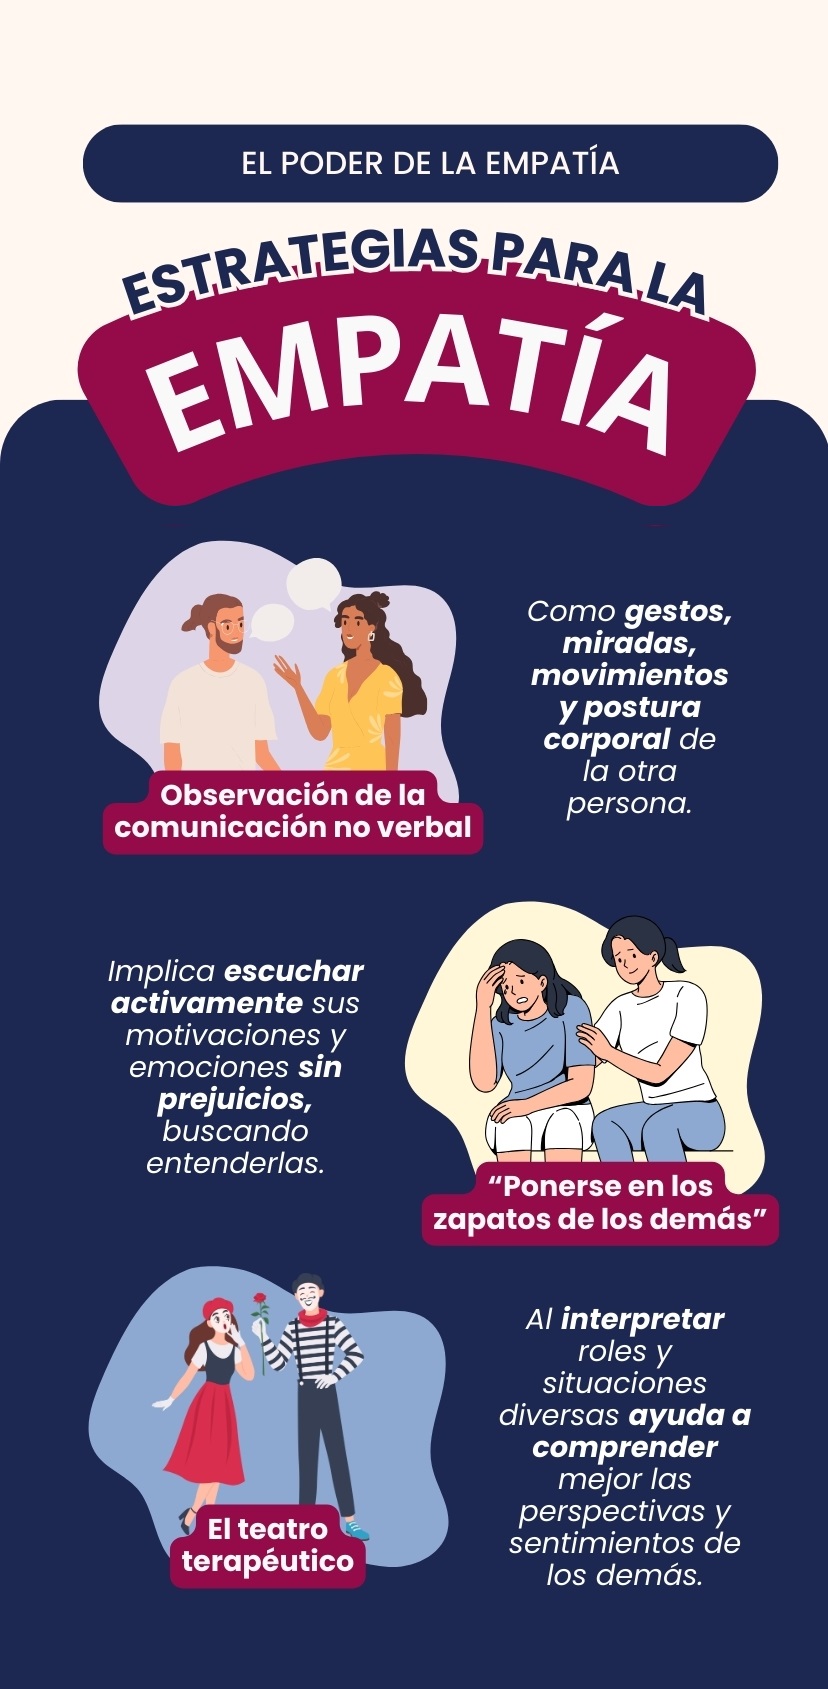 EL PODER DE LA EMPATÍA
ESTRATEGIAS PARA LA
EMPATÍA
Como gestos,
miradas,
movimientos
y postura
corporal de
la otra
persona.
Observación de la
comunicación no verbal
Implica escuchar
activamente sus
motivaciones y
emociones sin
prejuicios,
buscando
entenderlas.
“Ponerse en los
zapatos de los demás”
Al interpretar
roles y
situaciones
diversas ayuda a
comprender
mejor las
perspectivas y
sentimientos de
los demás.
El teatro
terapéutico